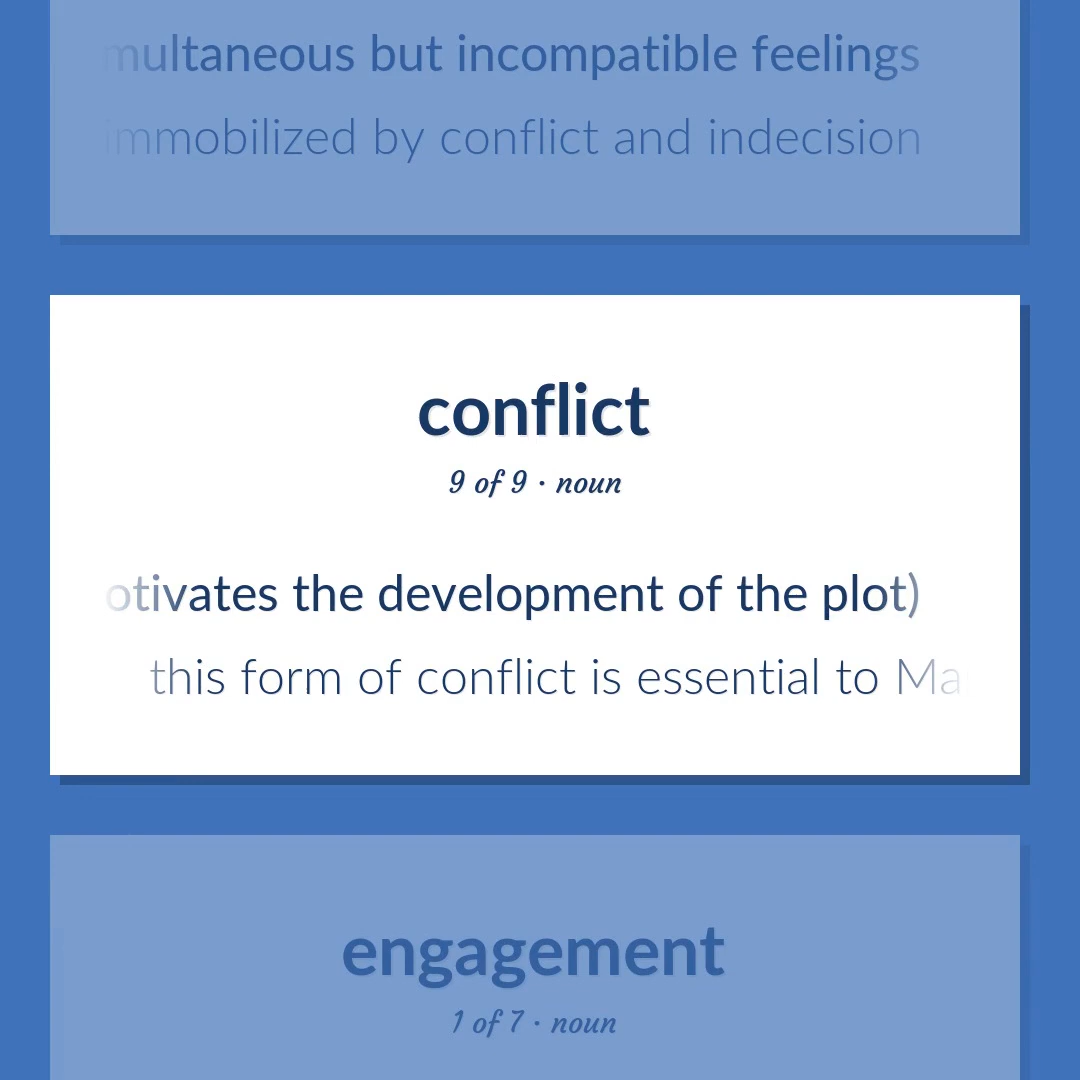 multaneous but incompatible feelings
immobilized by conflict and indecision
conflict
9 of 9 · noun
otivates the development of the plot)
this form of conflict is essential to Ma
engagement
1 of 7 · noun